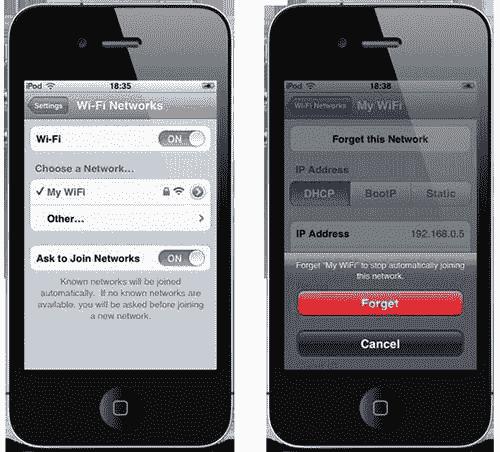 iPod 18:35
Settings Wi-Fi Networks
Wi-Fi ON
Choose a Network...
✓ My WiFi
Other...
Ask to Join Networks ON
Known networks will be joined
automatically. If no known networks are
available, you will be asked before joining
a new network.
iPod 18:38
Wi-Fi Networks My WiFi
Forget this Network
IP Address
DHCP BootP Static
IP Address 192.168.0.5
Forget "My WiFi" to stop automatically joining
this network.
Forget
Cancel